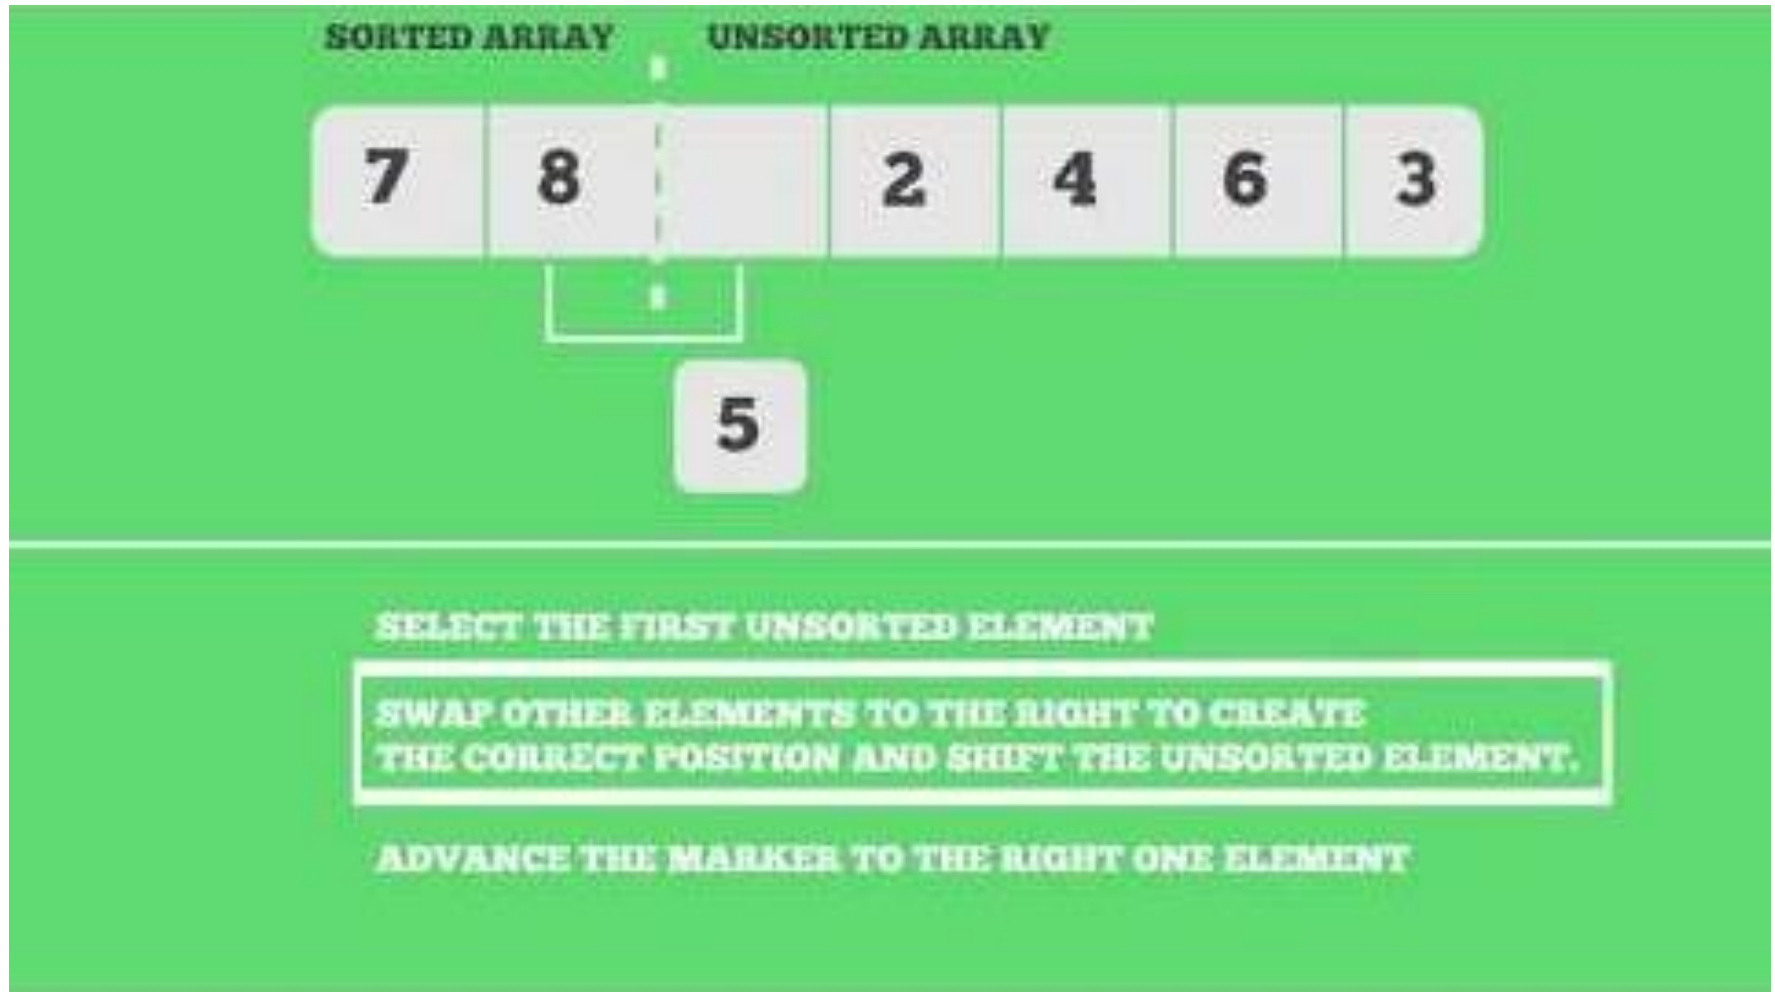 SORTED ARRAY UNSORTED ARRAY
7 8 2 4 6 3
5
SELECT THE FIRST UNSORTED ELEMENT
SWAP OTHER ELEMENTS TO THE RIGHT TO CREATE
THE CORRECT POSITION AND SHIFT THE UNSORTED ELEMENT.
ADVANCE THE MARKER TO THE RIGHT ONE ELEMENT